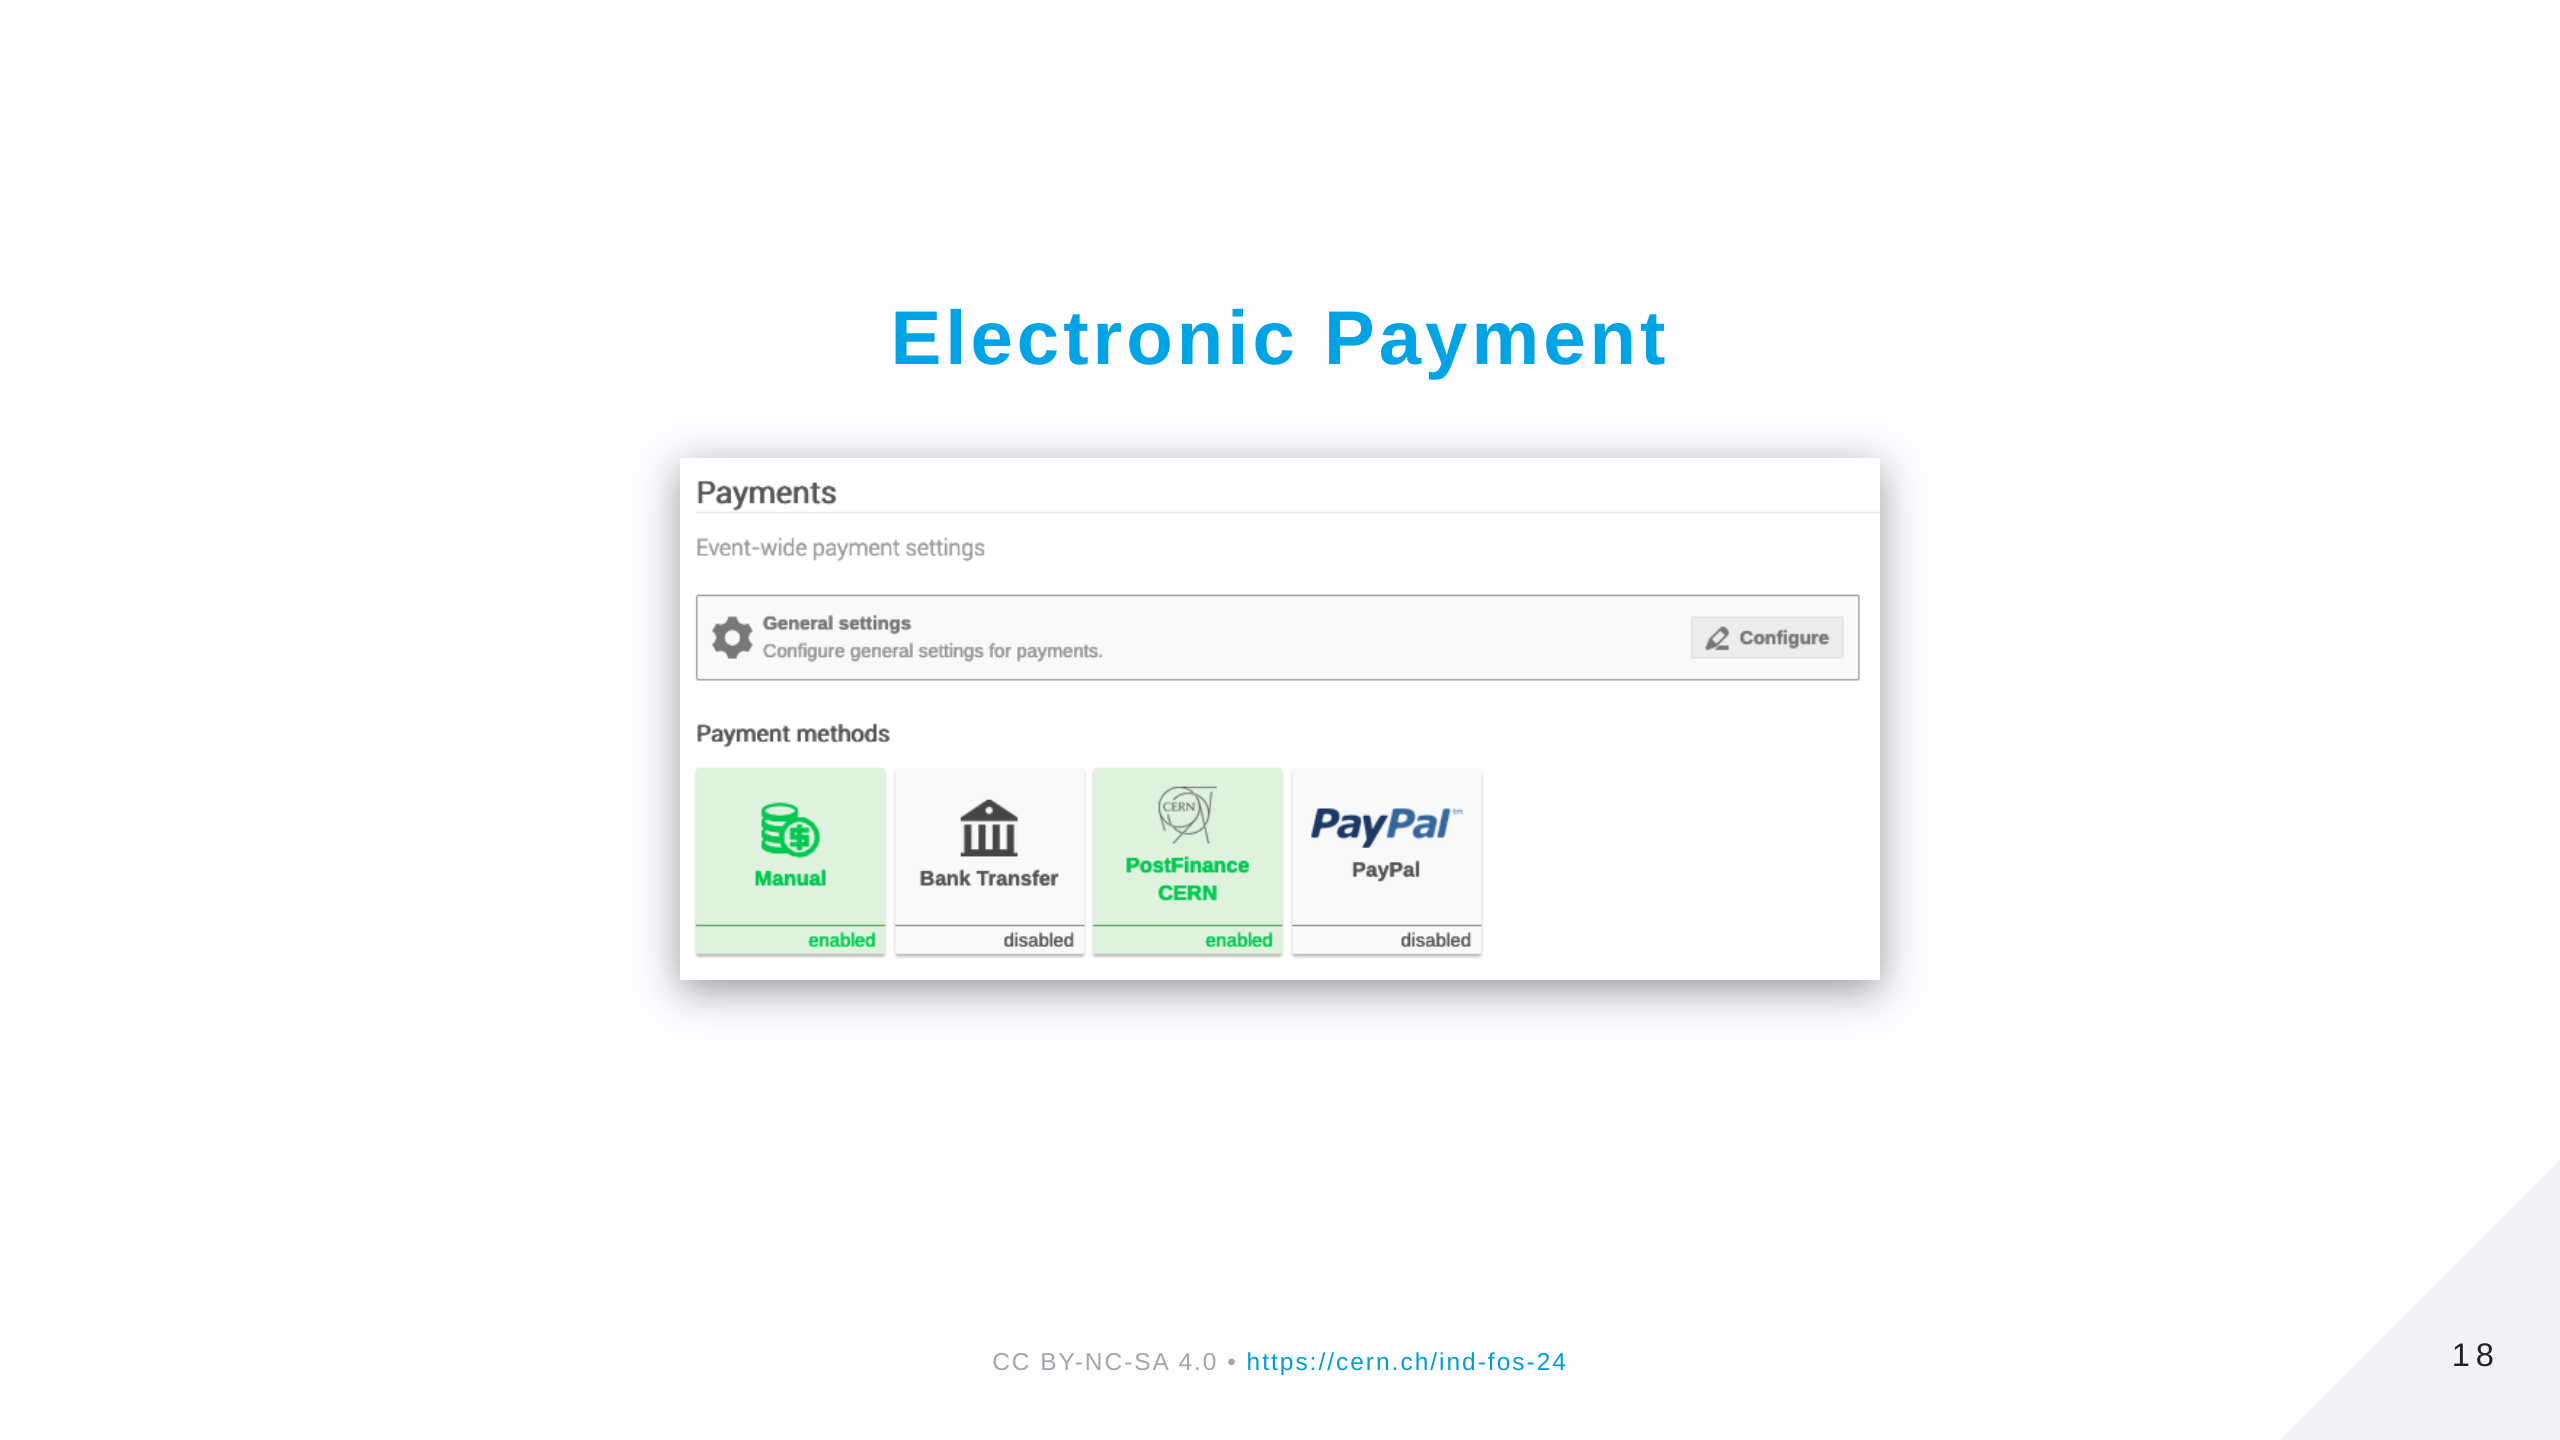 Electronic Payment
Payments
Event-wide payment settings
General settings
Configure general settings for payments.
Configure
Payment methods
CERN
PayPal™
Manual
Bank Transfer
PostFinance
CERN
PayPal
enabled
disabled
enabled
disabled
CC BY-NC-SA 4.0 • https://cern.ch/ind-fos-24
18